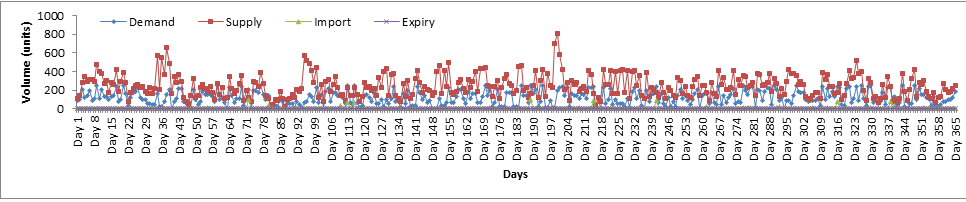 Volume (units)
1000
800
600
400
200
0
Demand
Supply
Import
Expiry
Day 1
Day 8
Day 15
Day 22
Day 29
Day 36
Day 43
Day 50
Day 57
Day 64
Day 71
Day 78
Day 85
Day 92
Day 99
Day 106
Day 113
Day 120
Day 127
Day 134
Day 141
Day 148
Day 155
Day 162
Day 169
Day 176
Day 183
Day 190
Day 197
Day 204
Day 211
Day 218
Day 225
Day 232
Day 239
Day 246
Day 253
Day 260
Day 267
Day 274
Day 281
Day 288
Day 295
Day 302
Day 309
Day 316
Day 323
Day 330
Day 337
Day 344
Day 351
Day 358
Day 365
Days